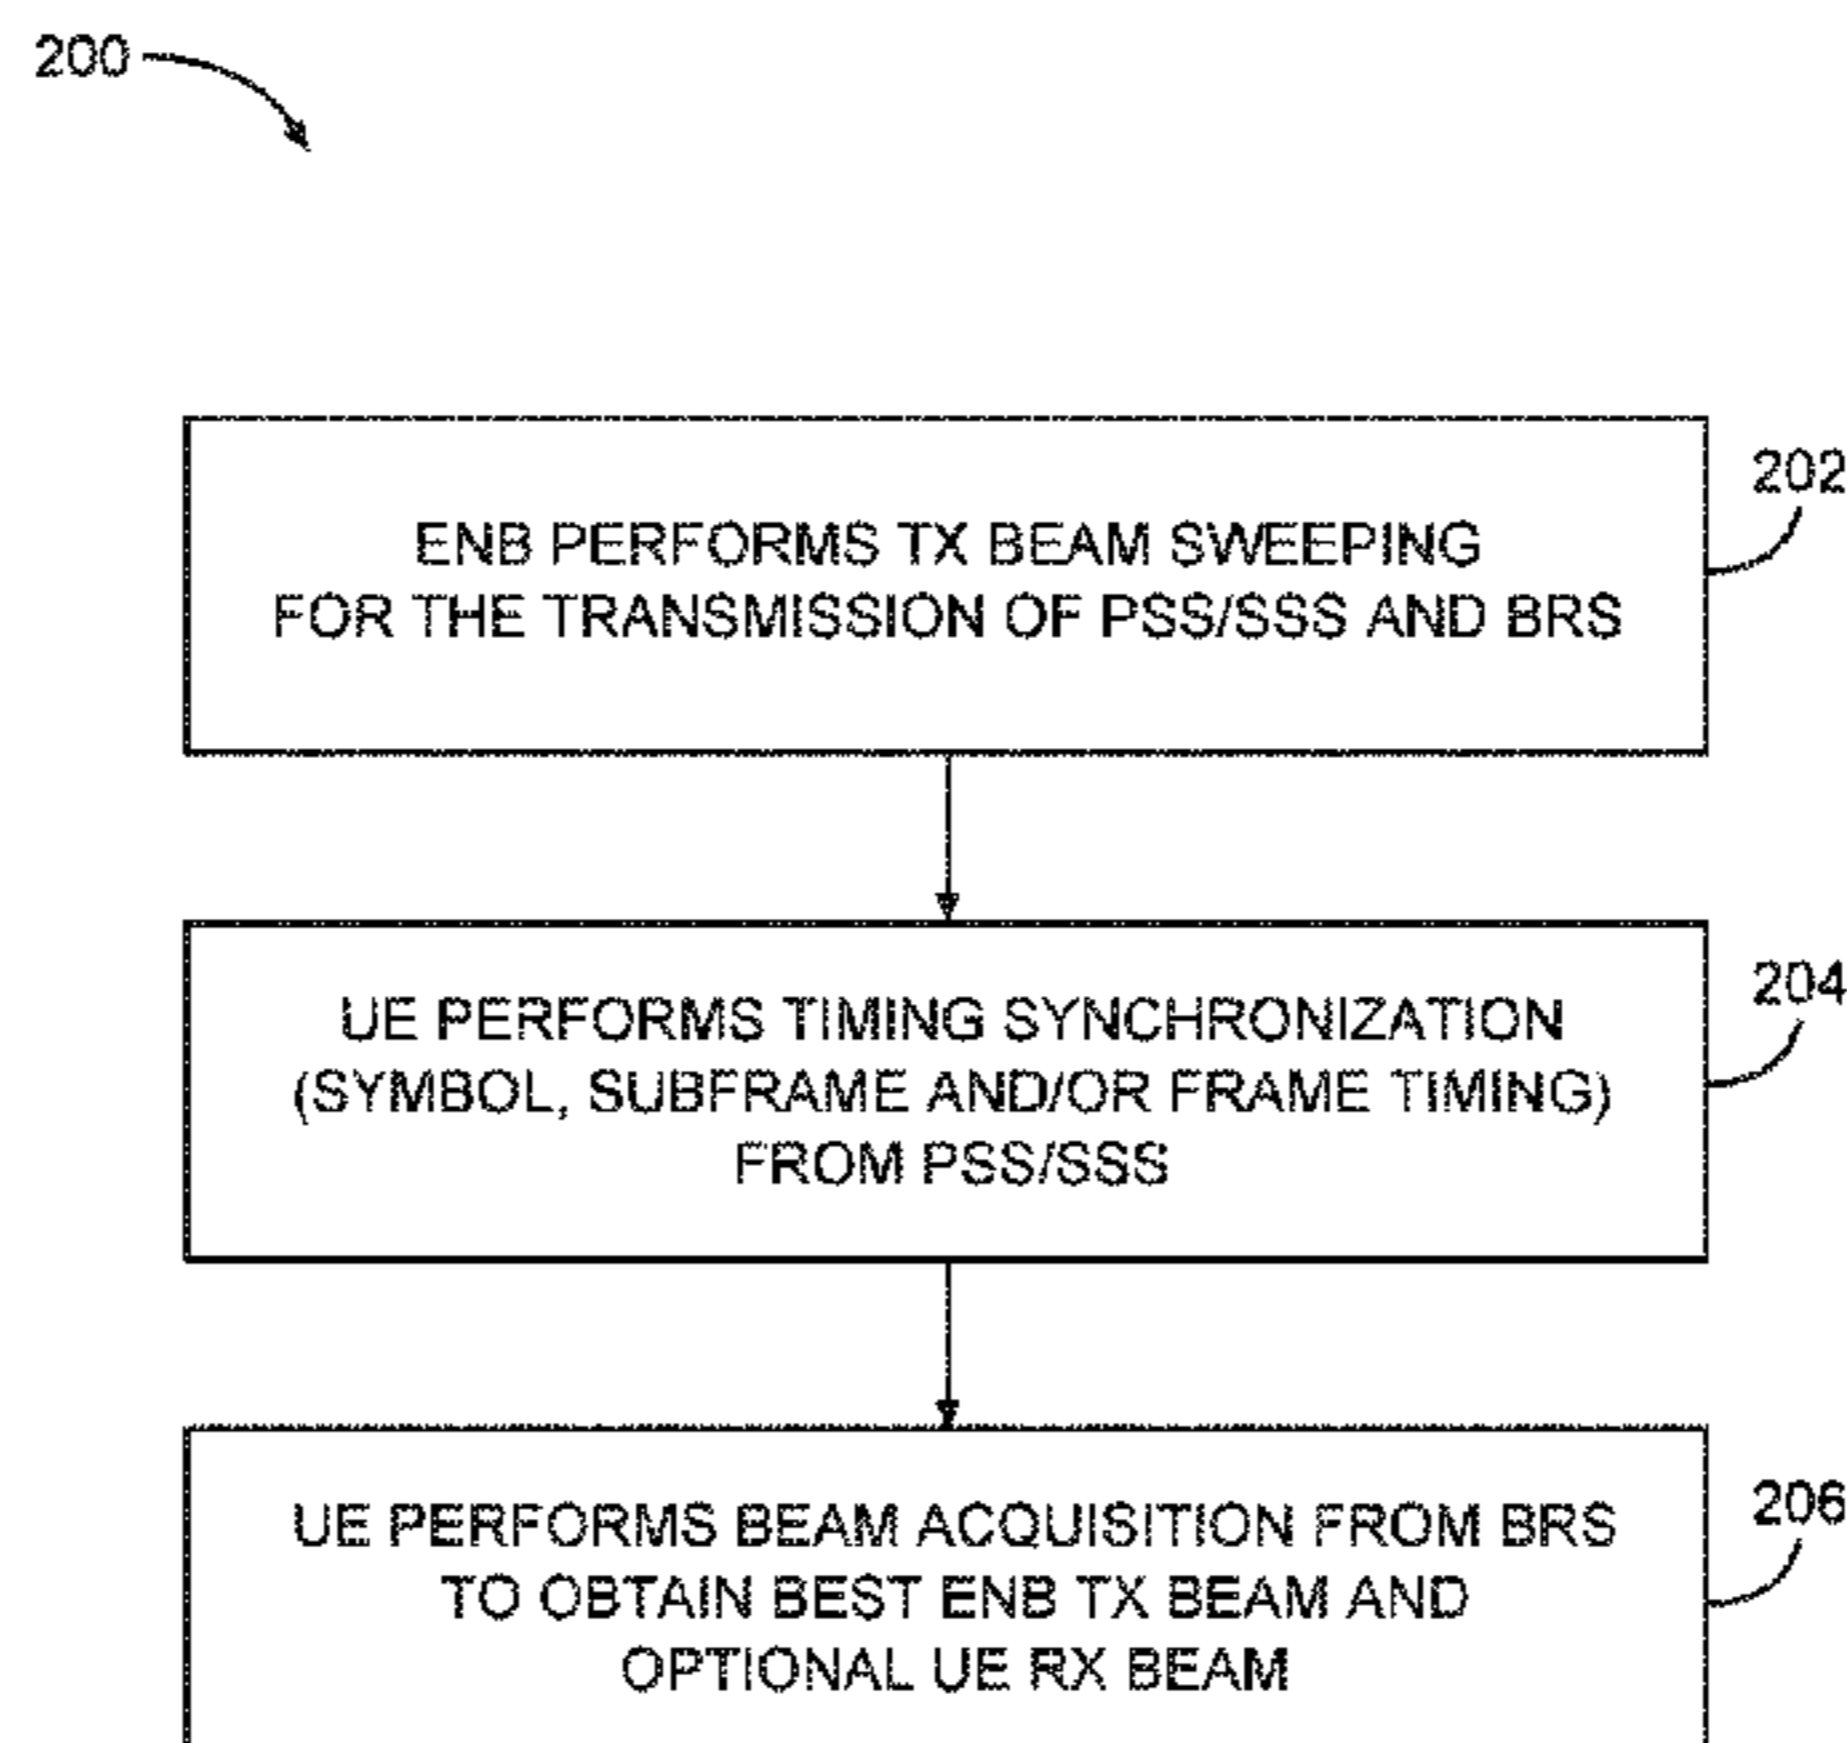 200
202
ENB PERFORMS TX BEAM SWEEPING
FOR THE TRANSMISSION OF PSS/SSS AND BRS
204
UE PERFORMS TIMING SYNCHRONIZATION
(SYMBOL, SUBFRAME AND/OR FRAME TIMING)
FROM PSS/SSS
206
UE PERFORMS BEAM ACQUISITION FROM BRS
TO OBTAIN BEST ENB TX BEAM AND
OPTIONAL UE RX BEAM